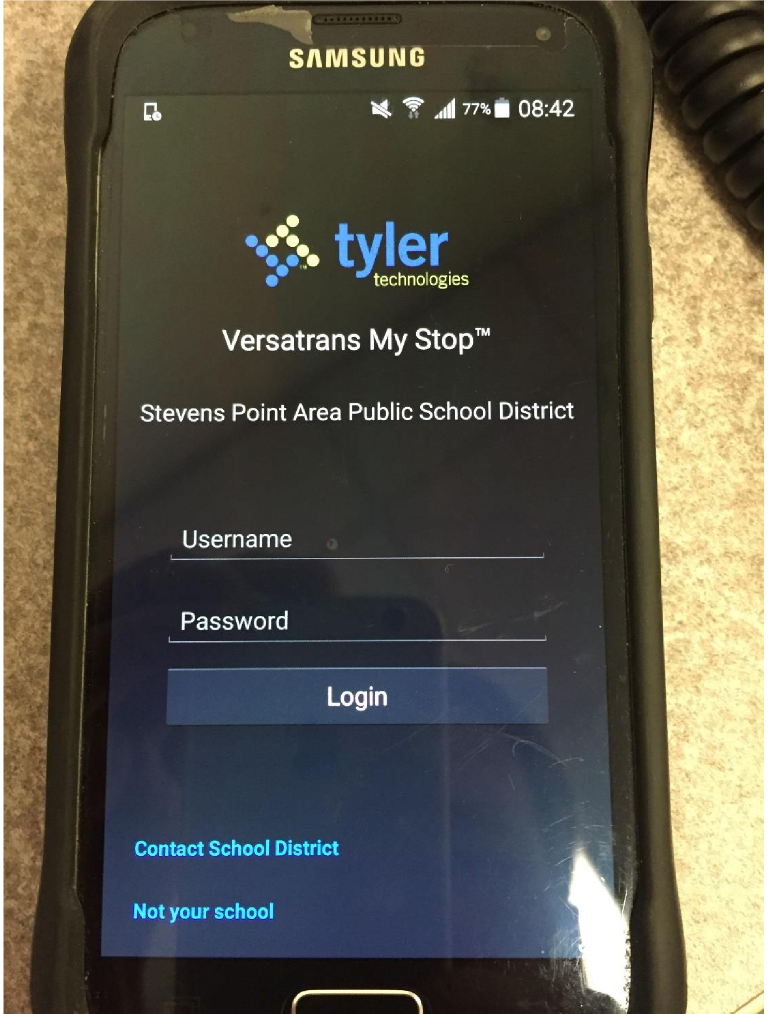 SAMSUNG
77% 08:42
tyler
technologies
Versatrans My Stop™
Stevens Point Area Public School District
Username
Password
Login
Contact School District
Not your school